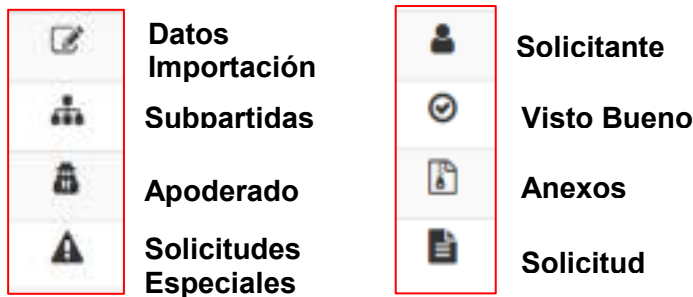 Datos
Importación
Subpartidas
Apoderado
Solicitudes
Especiales
Solicitante
Visto Bueno
Anexos
Solicitud